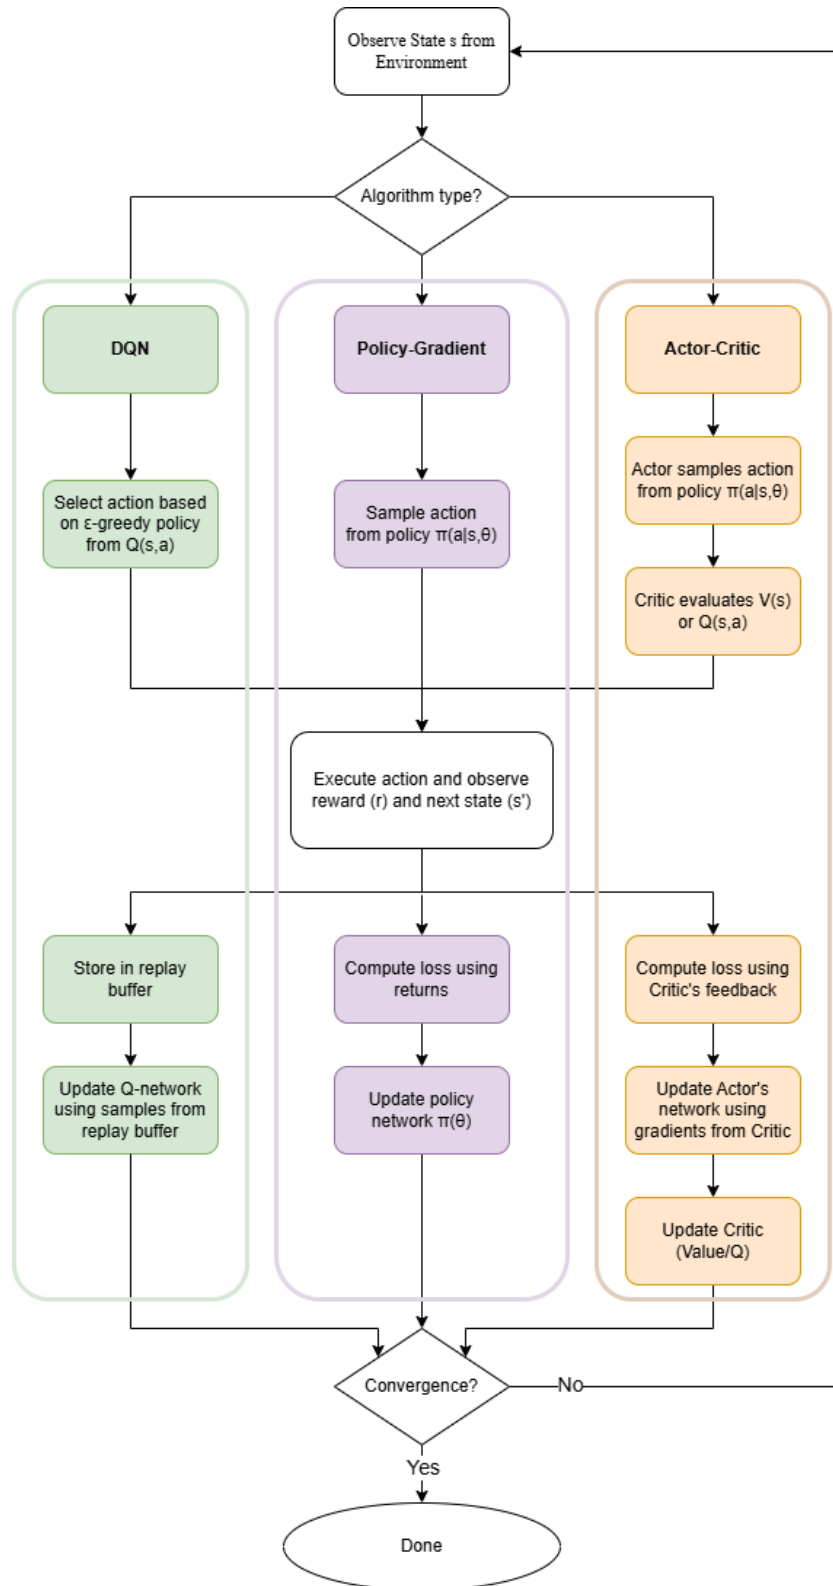 Observe State s from
Environment
Algorithm type?
DQN
Policy-Gradient
Actor-Critic
Select action based
on ε-greedy policy
from Q(s,a)
Sample action
from policy π(a|s,θ)
Actor samples action
from policy π(a|s,θ)
Critic evaluates V(s)
or Q(s,a)
Execute action and observe
reward (r) and next state (s')
Store in replay
buffer
Compute loss using
returns
Compute loss using
Critic's feedback
Update Q-network
using samples from
replay buffer
Update policy
network π(θ)
Update Actor's
network using
gradients from Critic
Update Critic
(Value/Q)
Convergence?
No
Yes
Done